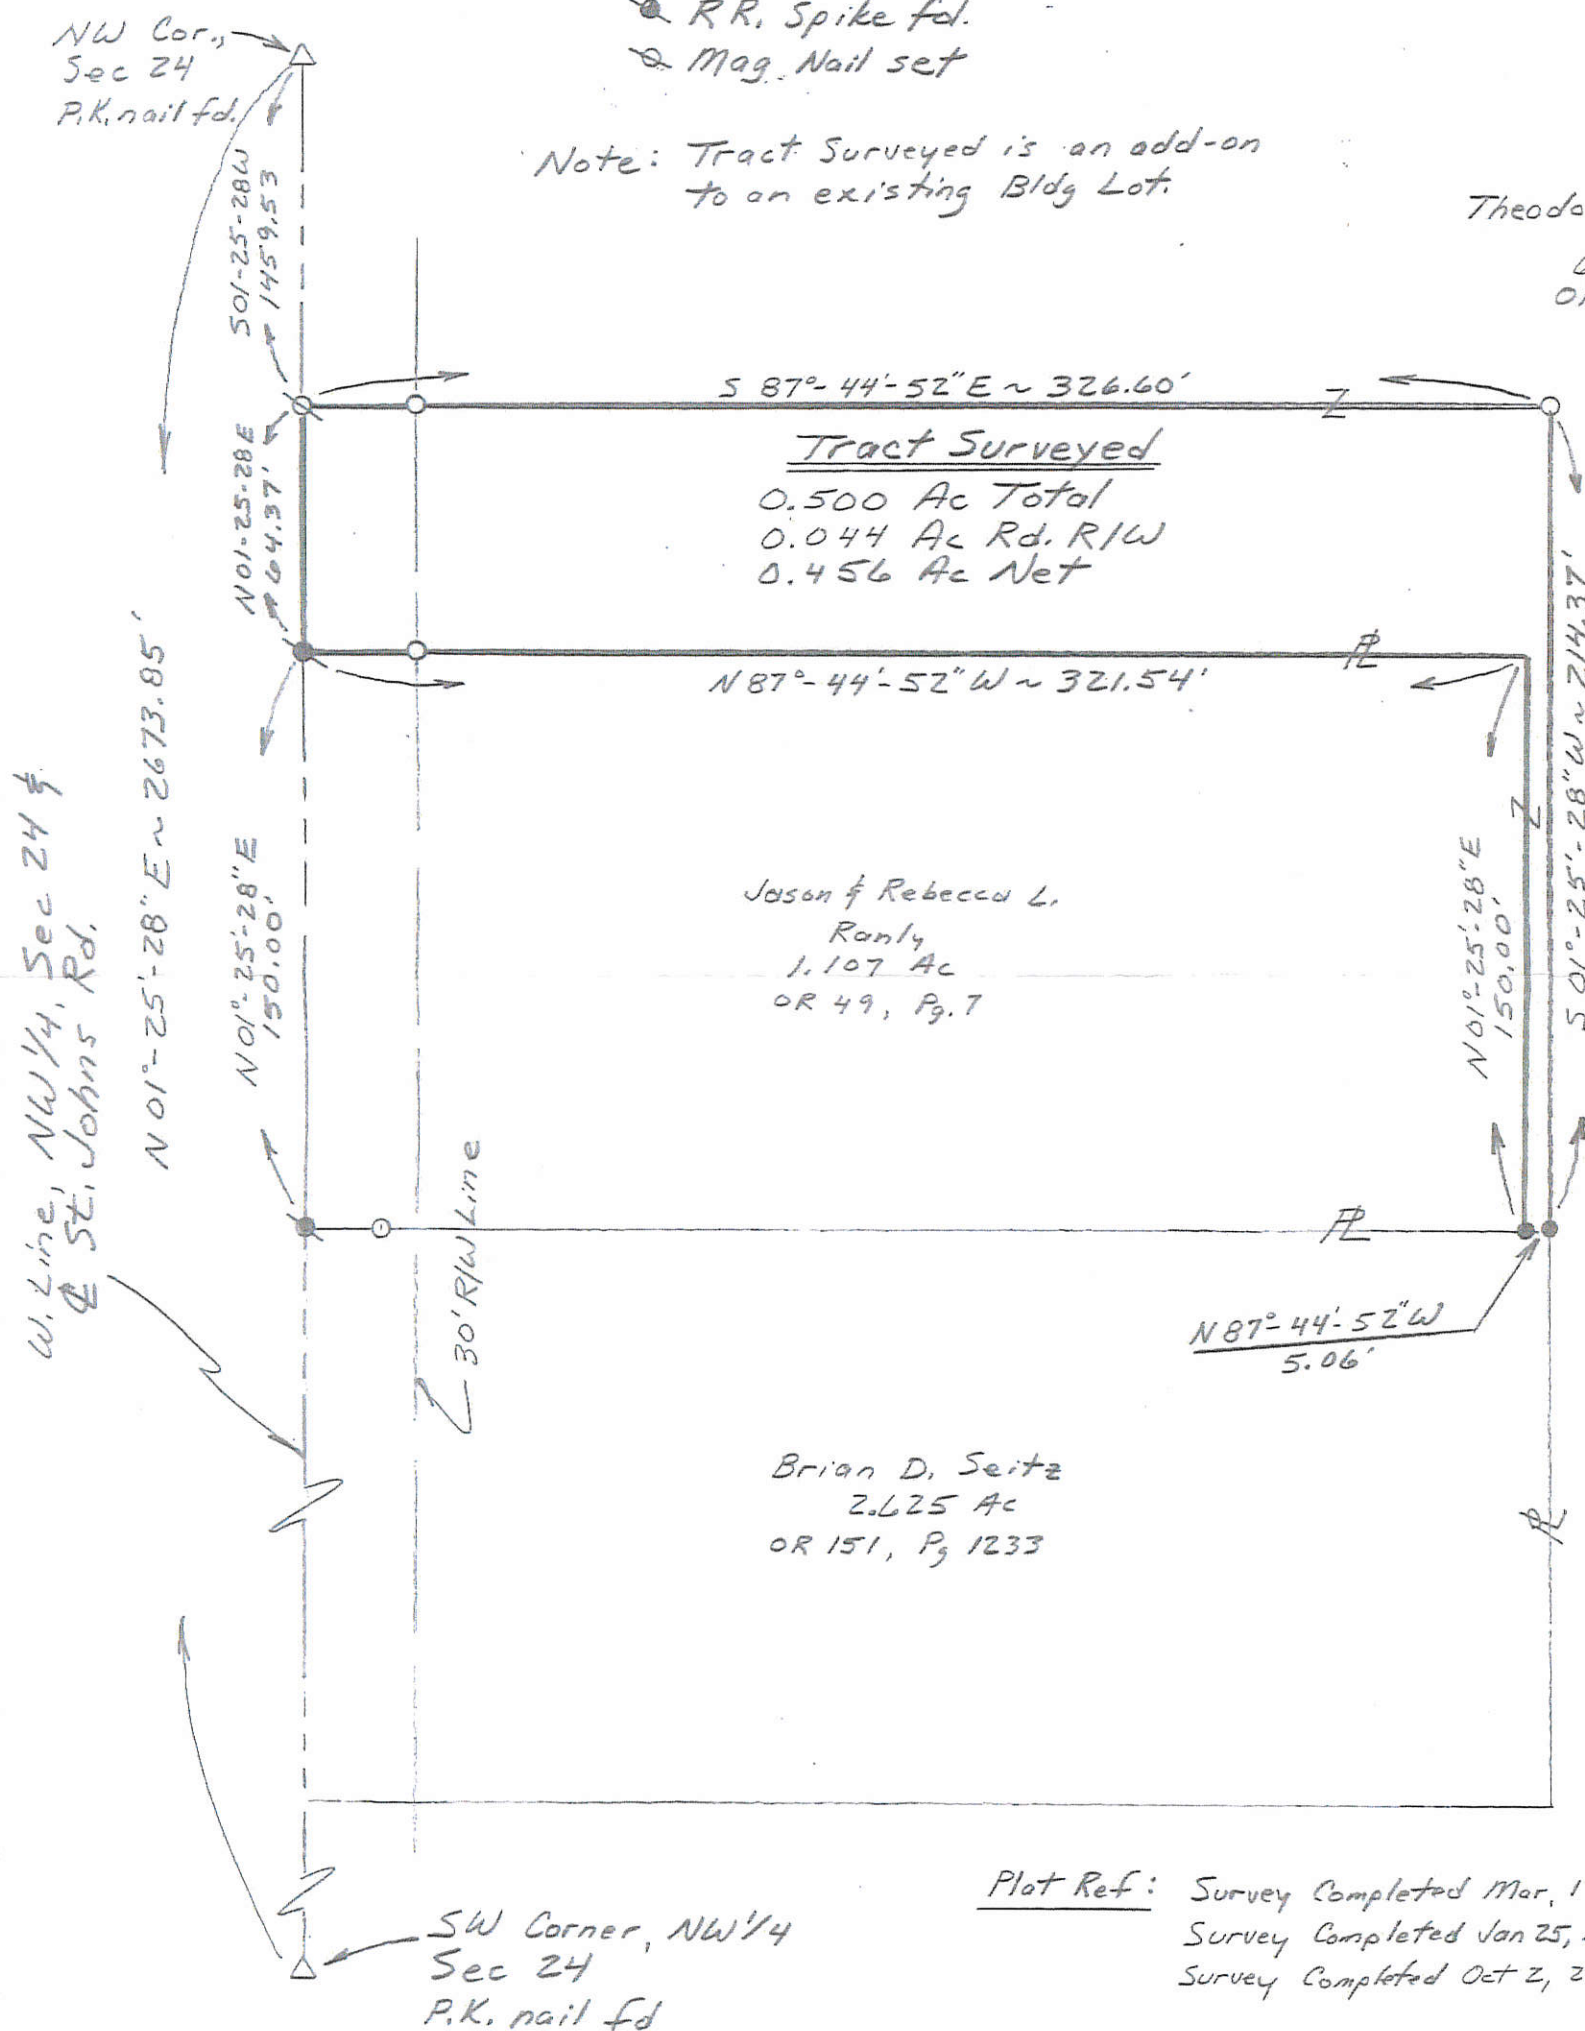 RR. Spike fd.
Mag. Nail set
NW Cor.,
Sec 24
P.K. nail fd.
Note: Tract Surveyed is an add-on
to an existing Bldg Lot.
S01-25-28W
1459.53
S 87°-44'-52" E ~ 326.60'
Tract Surveyed
0.500 Ac Total
0.044 Ac Rd. R/W
0.456 Ac Net
N01-25-28E
64.37'
N 87°-44'-52" W ~ 321.54'
S 01°-25'-28" W ~ 214.37'
W. Line, NW 1/4, Sec 24 &
℄ St. Johns Rd.
N 01°-25'-28" E ~ 2673.85'
N 01°-25'-28" E
150.00'
Jason & Rebecca L.
Ranly
1.107 Ac
OR 49, Pg. 7
N 01°-25'-28" E
150.00'
30' R/W Line
N 87°-44'-52" W
5.06'
Brian D. Seitz
2.625 Ac
OR 151, Pg 1233
SW Corner, NW 1/4
Sec 24
P.K. nail fd
Plat Ref: Survey Completed Mar. 1
Survey Completed Jan 25,
Survey Completed Oct 2, 2